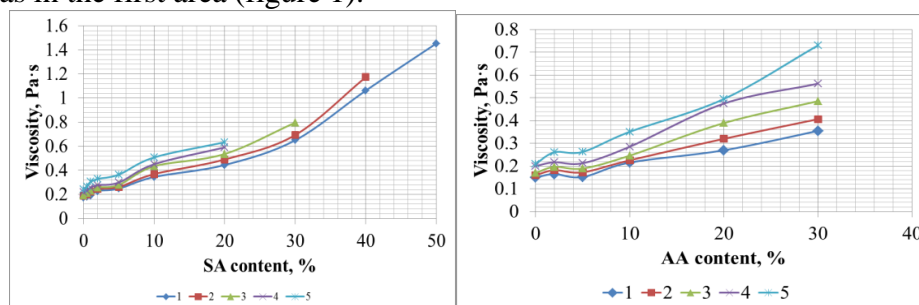 as in the first area (figure 1).
1.6
1.4
1.2
1
0.8
0.6
0.4
0.2
0
Viscosity, Pa·s
0 10 20 30 40 50
SA content, %
1 2 3 4 5
0.8
0.7
0.6
0.5
0.4
0.3
0.2
0.1
0
Viscosity, Pa·s
0 10 20 30 40
AA content, %
1 2 3 4 5